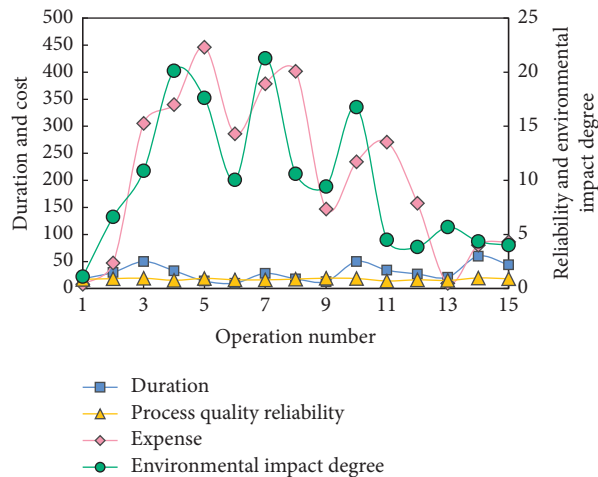 500
450
400
350
300
250
200
150
100
50
0
Duration and cost
25
20
15
10
5
0
Reliability and environmental
impact degree
1 3 5 7 9 11 13 15
Operation number
Duration
Process quality reliability
Expense
Environmental impact degree